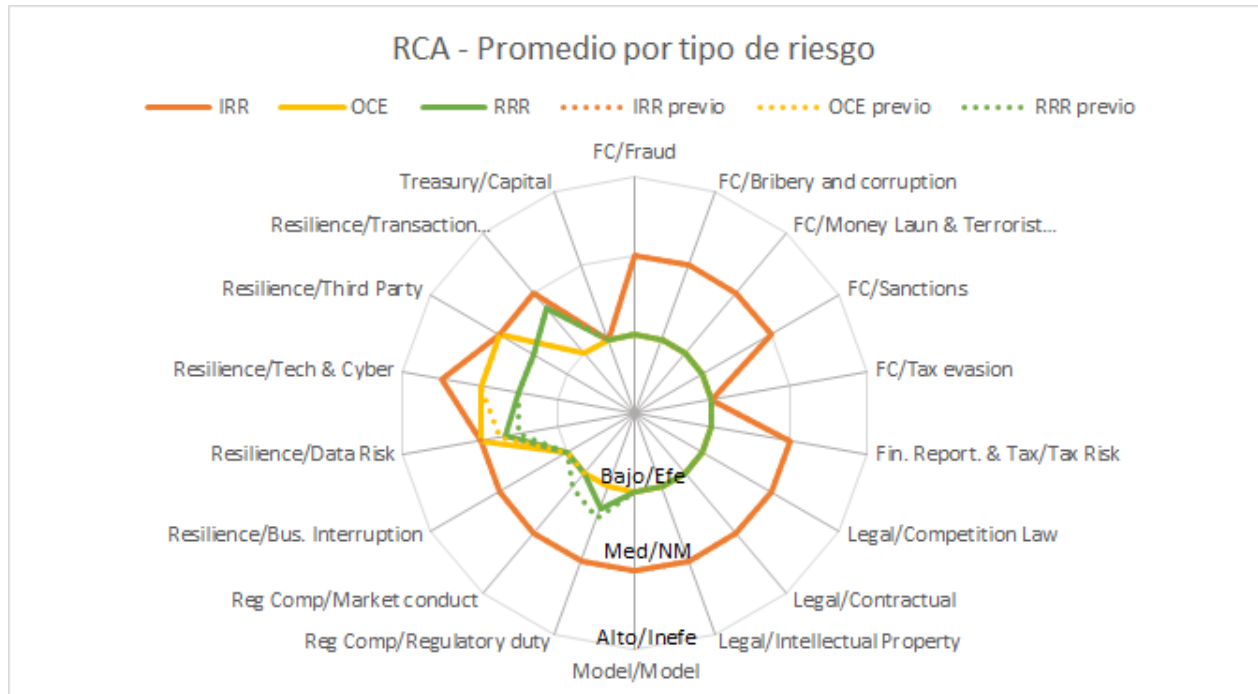 RCA - Promedio por tipo de riesgo
IRR OCE RRR IRR previo OCE previo RRR previo
FC/Fraud
Treasury/Capital FC/Bribery and corruption
Resilience/Transaction... FC/Money Laun & Terrorist...
Resilience/Third Party FC/Sanctions
Resilience/Tech & Cyber FC/Tax evasion
Resilience/Data Risk Fin. Report. & Tax/Tax Risk
Bajo/Efe
Resilience/Bus. Interruption Legal/Competition Law
Med/NM
Reg Comp/Market conduct Legal/Contractual
Reg Comp/Regulatory duty Alto/Inefe Legal/Intellectual Property
Model/Model